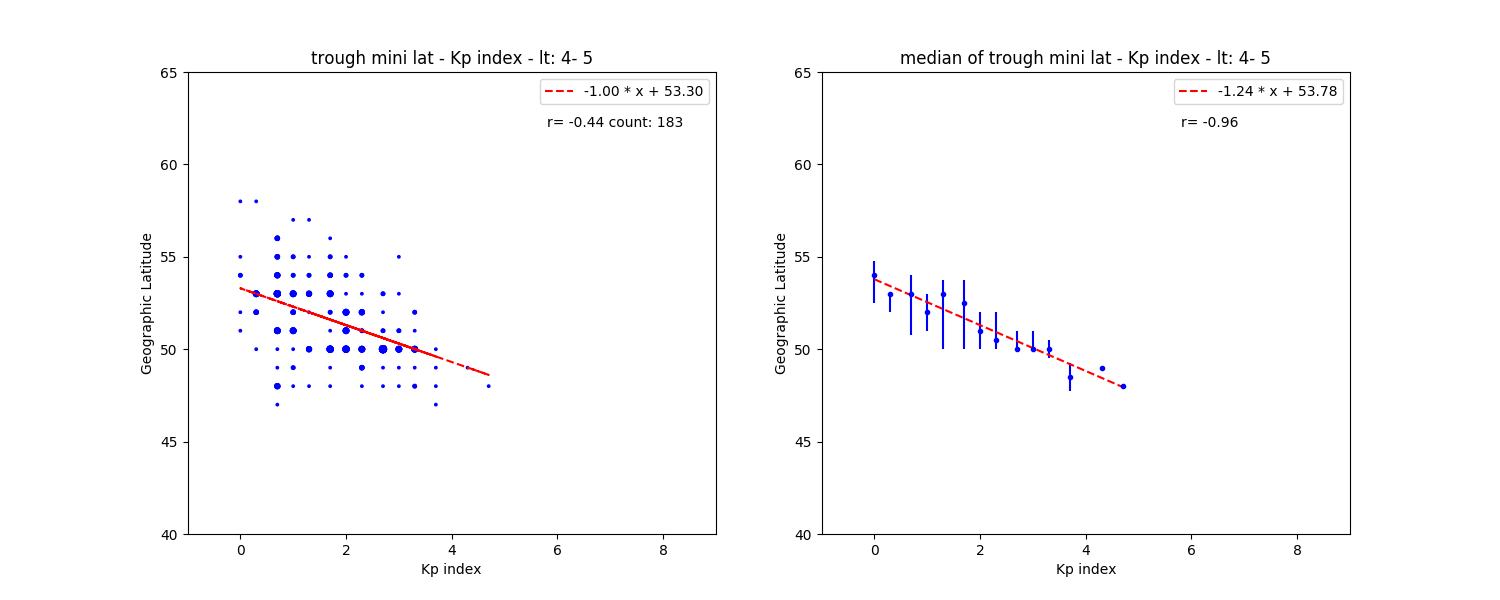 trough mini lat - Kp index - lt: 4- 5
-1.00 * x + 53.30
r= -0.44 count: 183
65
60
55
50
45
40
Geographic Latitude
0 2 4 6 8
Kp index
median of trough mini lat - Kp index - lt: 4- 5
-1.24 * x + 53.78
r= -0.96
65
60
55
50
45
40
Geographic Latitude
0 2 4 6 8
Kp index